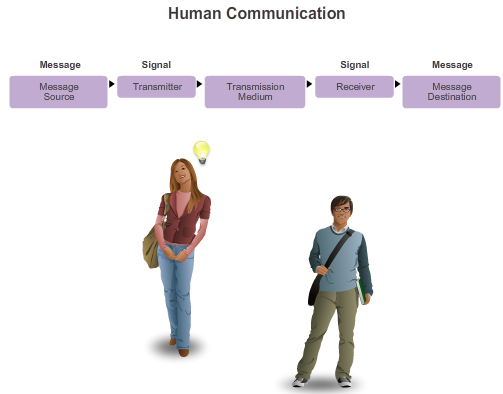 Human Communication
Message
Signal
Signal
Message
Message
Source
Transmitter
Transmission
Medium
Receiver
Message
Destination